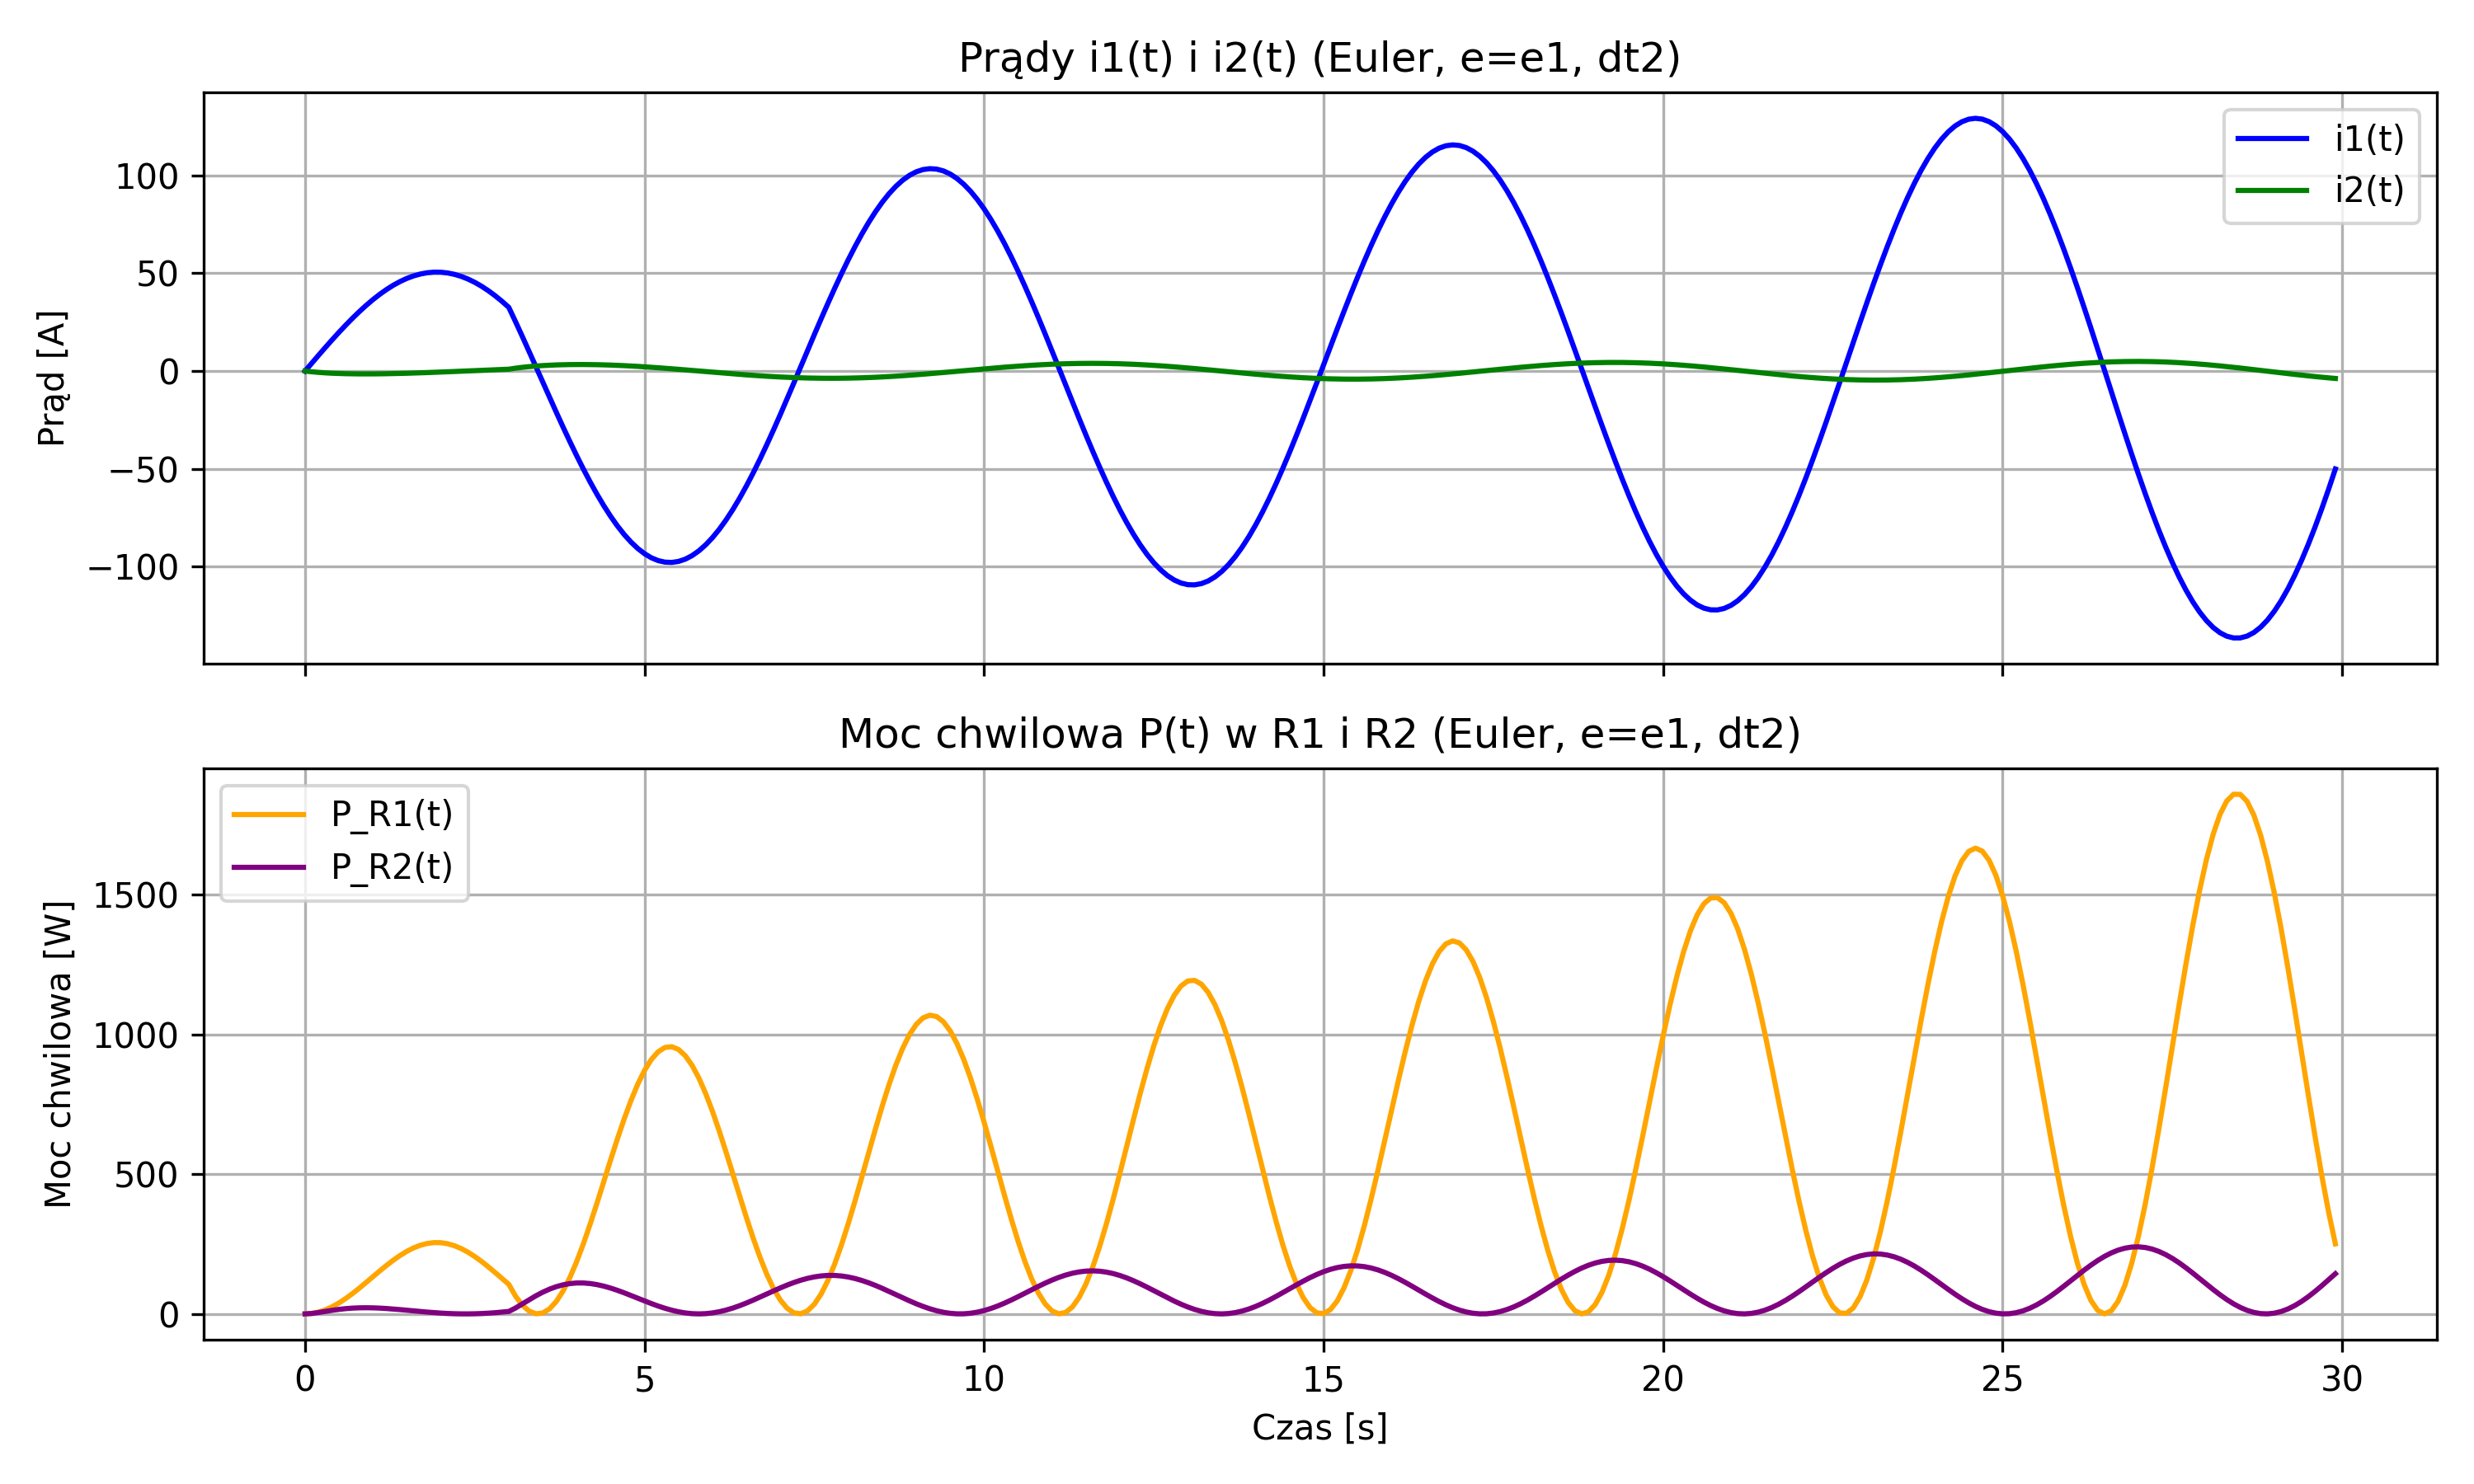 Prądy i1(t) i i2(t) (Euler, e=e1, dt2)
Prąd [A]
100
50
0
−50
−100
i1(t)
i2(t)
Moc chwilowa P(t) w R1 i R2 (Euler, e=e1, dt2)
Moc chwilowa [W]
P_R1(t)
P_R2(t)
1500
1000
500
0
0 5 10 15 20 25 30
Czas [s]